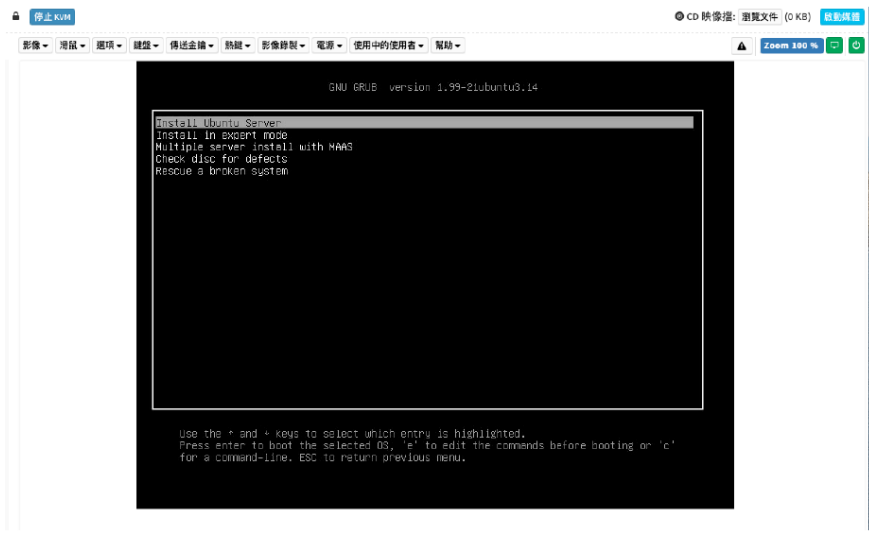 停止 KVM
CD 映像檔: 瀏覽文件 (0 KB) 啟動媒體
影像 滑鼠 選項 鍵盤 傳送金鑰 熱鍵 影像錄製 電源 使用中的使用者 幫助
Zoom 100 %
GNU GRUB version 1.99-21ubuntu3.14
Install Ubuntu Server
Install in expert mode
Multiple server install with MAAS
Check disc for defects
Rescue a broken system
Use the ↑ and ↓ keys to select which entry is highlighted.
Press enter to boot the selected OS, 'e' to edit the commands before booting or 'c'
for a command-line. ESC to return previous menu.